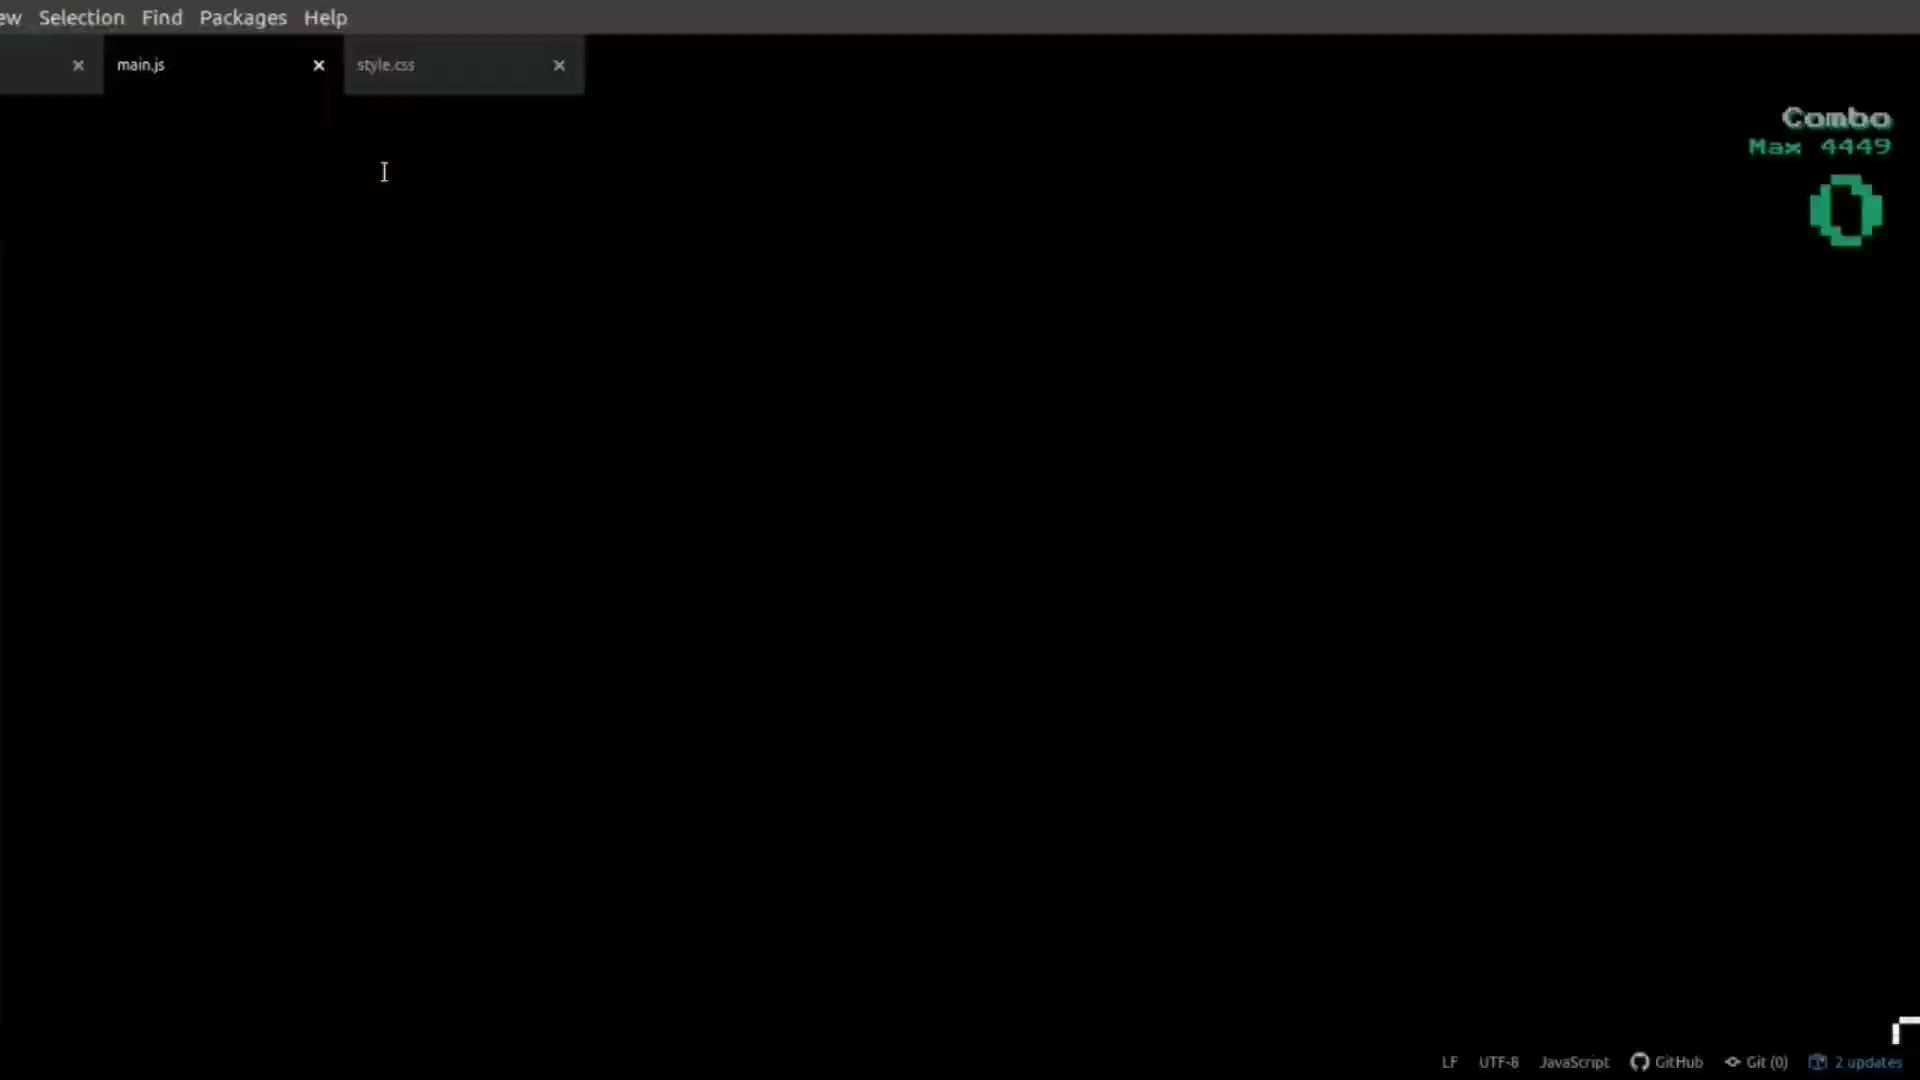 ew Selection Find Packages Help
main.js
style.css
Combo
Max 4449
0
LF UTF-8 JavaScript GitHub Git (0) 2 updates